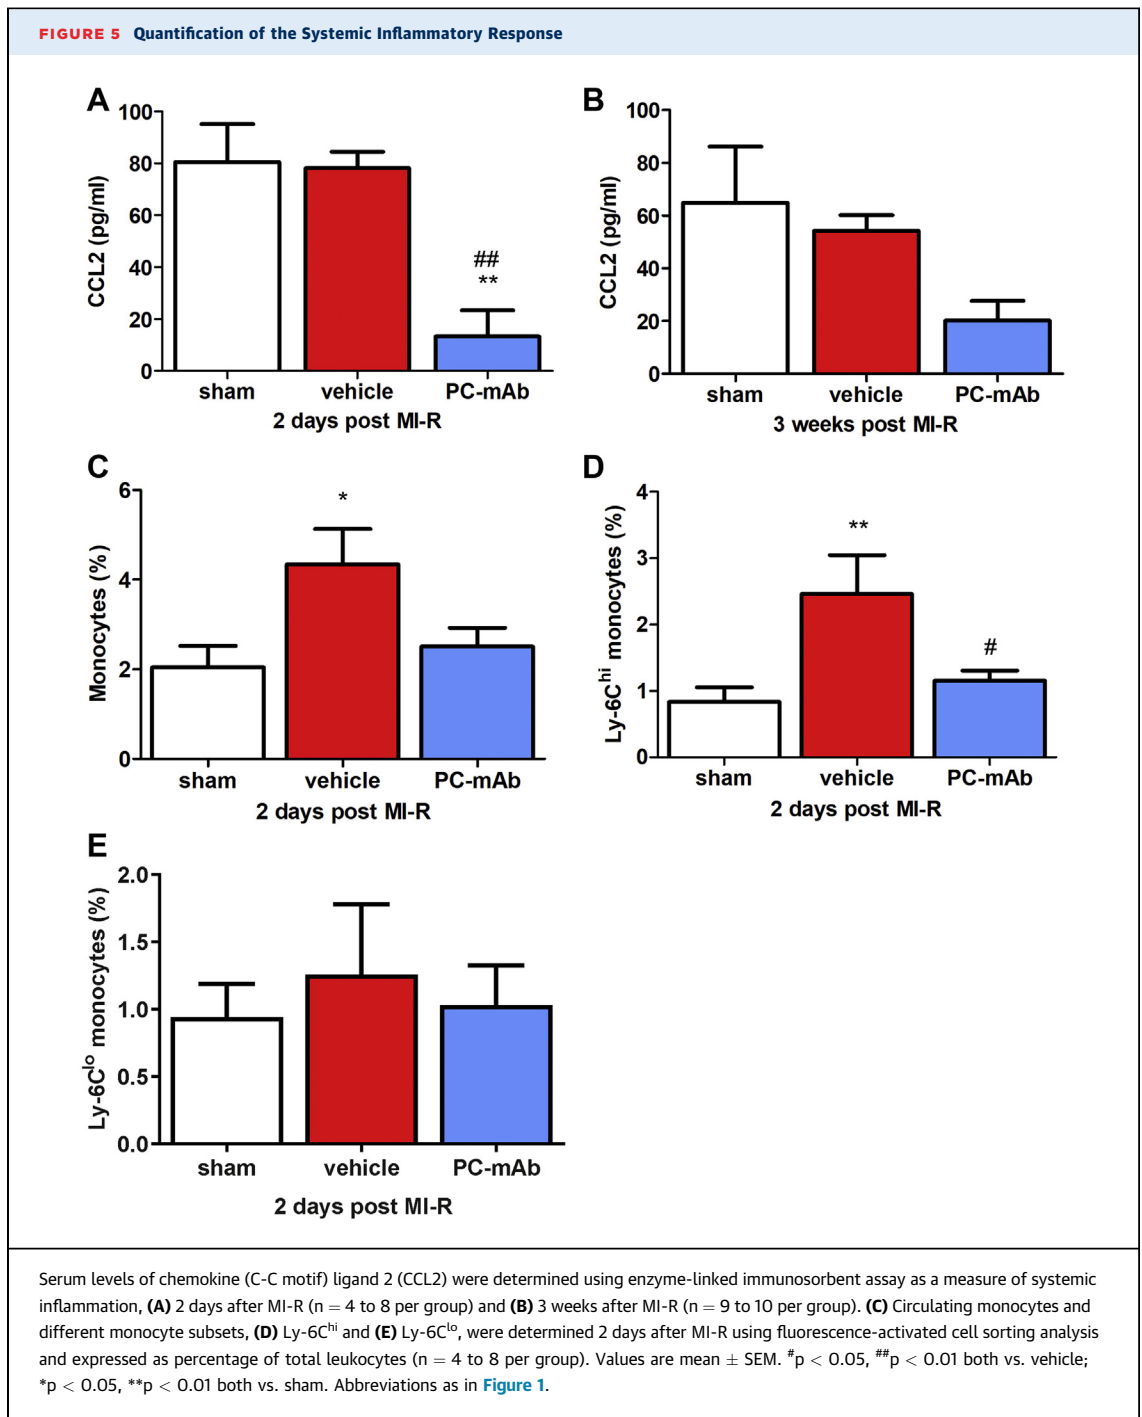 FIGURE 5 Quantification of the Systemic Inflammatory Response
A
100
80
60
40
20
0
CCL2 (pg/ml)
##
**
sham vehicle PC-mAb
2 days post MI-R
B
100
80
60
40
20
0
CCL2 (pg/ml)
sham vehicle PC-mAb
3 weeks post MI-R
C
6
4
2
0
Monocytes (%)
*
sham vehicle PC-mAb
2 days post MI-R
D
4
3
2
1
0
Ly-6Chi monocytes (%)
**
#
sham vehicle PC-mAb
2 days post MI-R
E
2.0
1.5
1.0
0.5
0.0
Ly-6Clo monocytes (%)
sham vehicle PC-mAb
2 days post MI-R
Serum levels of chemokine (C-C motif) ligand 2 (CCL2) were determined using enzyme-linked immunosorbent assay as a measure of systemic
inflammation, (A) 2 days after MI-R (n = 4 to 8 per group) and (B) 3 weeks after MI-R (n = 9 to 10 per group). (C) Circulating monocytes and
different monocyte subsets, (D) Ly-6Chi and (E) Ly-6Clo, were determined 2 days after MI-R using fluorescence-activated cell sorting analysis
and expressed as percentage of total leukocytes (n = 4 to 8 per group). Values are mean ± SEM. #p < 0.05, ##p < 0.01 both vs. vehicle;
*p < 0.05, **p < 0.01 both vs. sham. Abbreviations as in Figure 1.